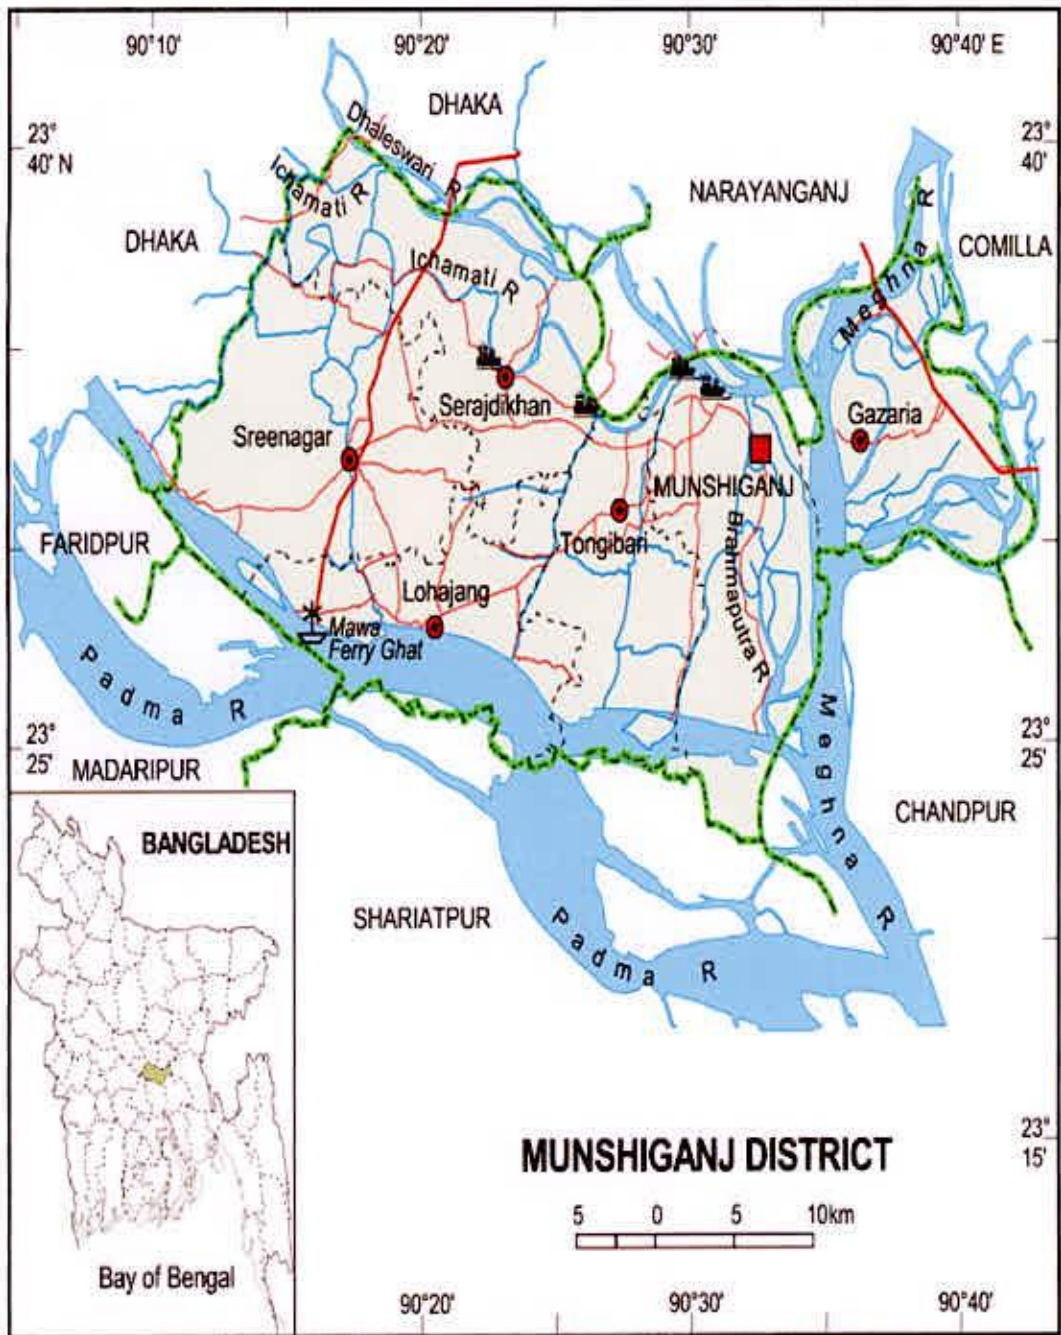 90°10'
90°20'
90°30'
90°40' E
23°
40' N
23°
40'
DHAKA
Dhaleswari R
Ichamati R
NARAYANGANJ
DHAKA
COMILLA
Ichamati R
Meghna R
Serajdikhan
Gazaria
Sreenagar
MUNSHIGANJ
FARIDPUR
Tongibari
Brahmaputra R
Lohajang
Mawa
Ferry Ghat
Padma R
Meghna R
23°
25'
23°
25'
MADARIPUR
CHANDPUR
BANGLADESH
SHARIATPUR
Padma R
23°
15'
MUNSHIGANJ DISTRICT
5 0 5 10km
Bay of Bengal
90°20'
90°30'
90°40'